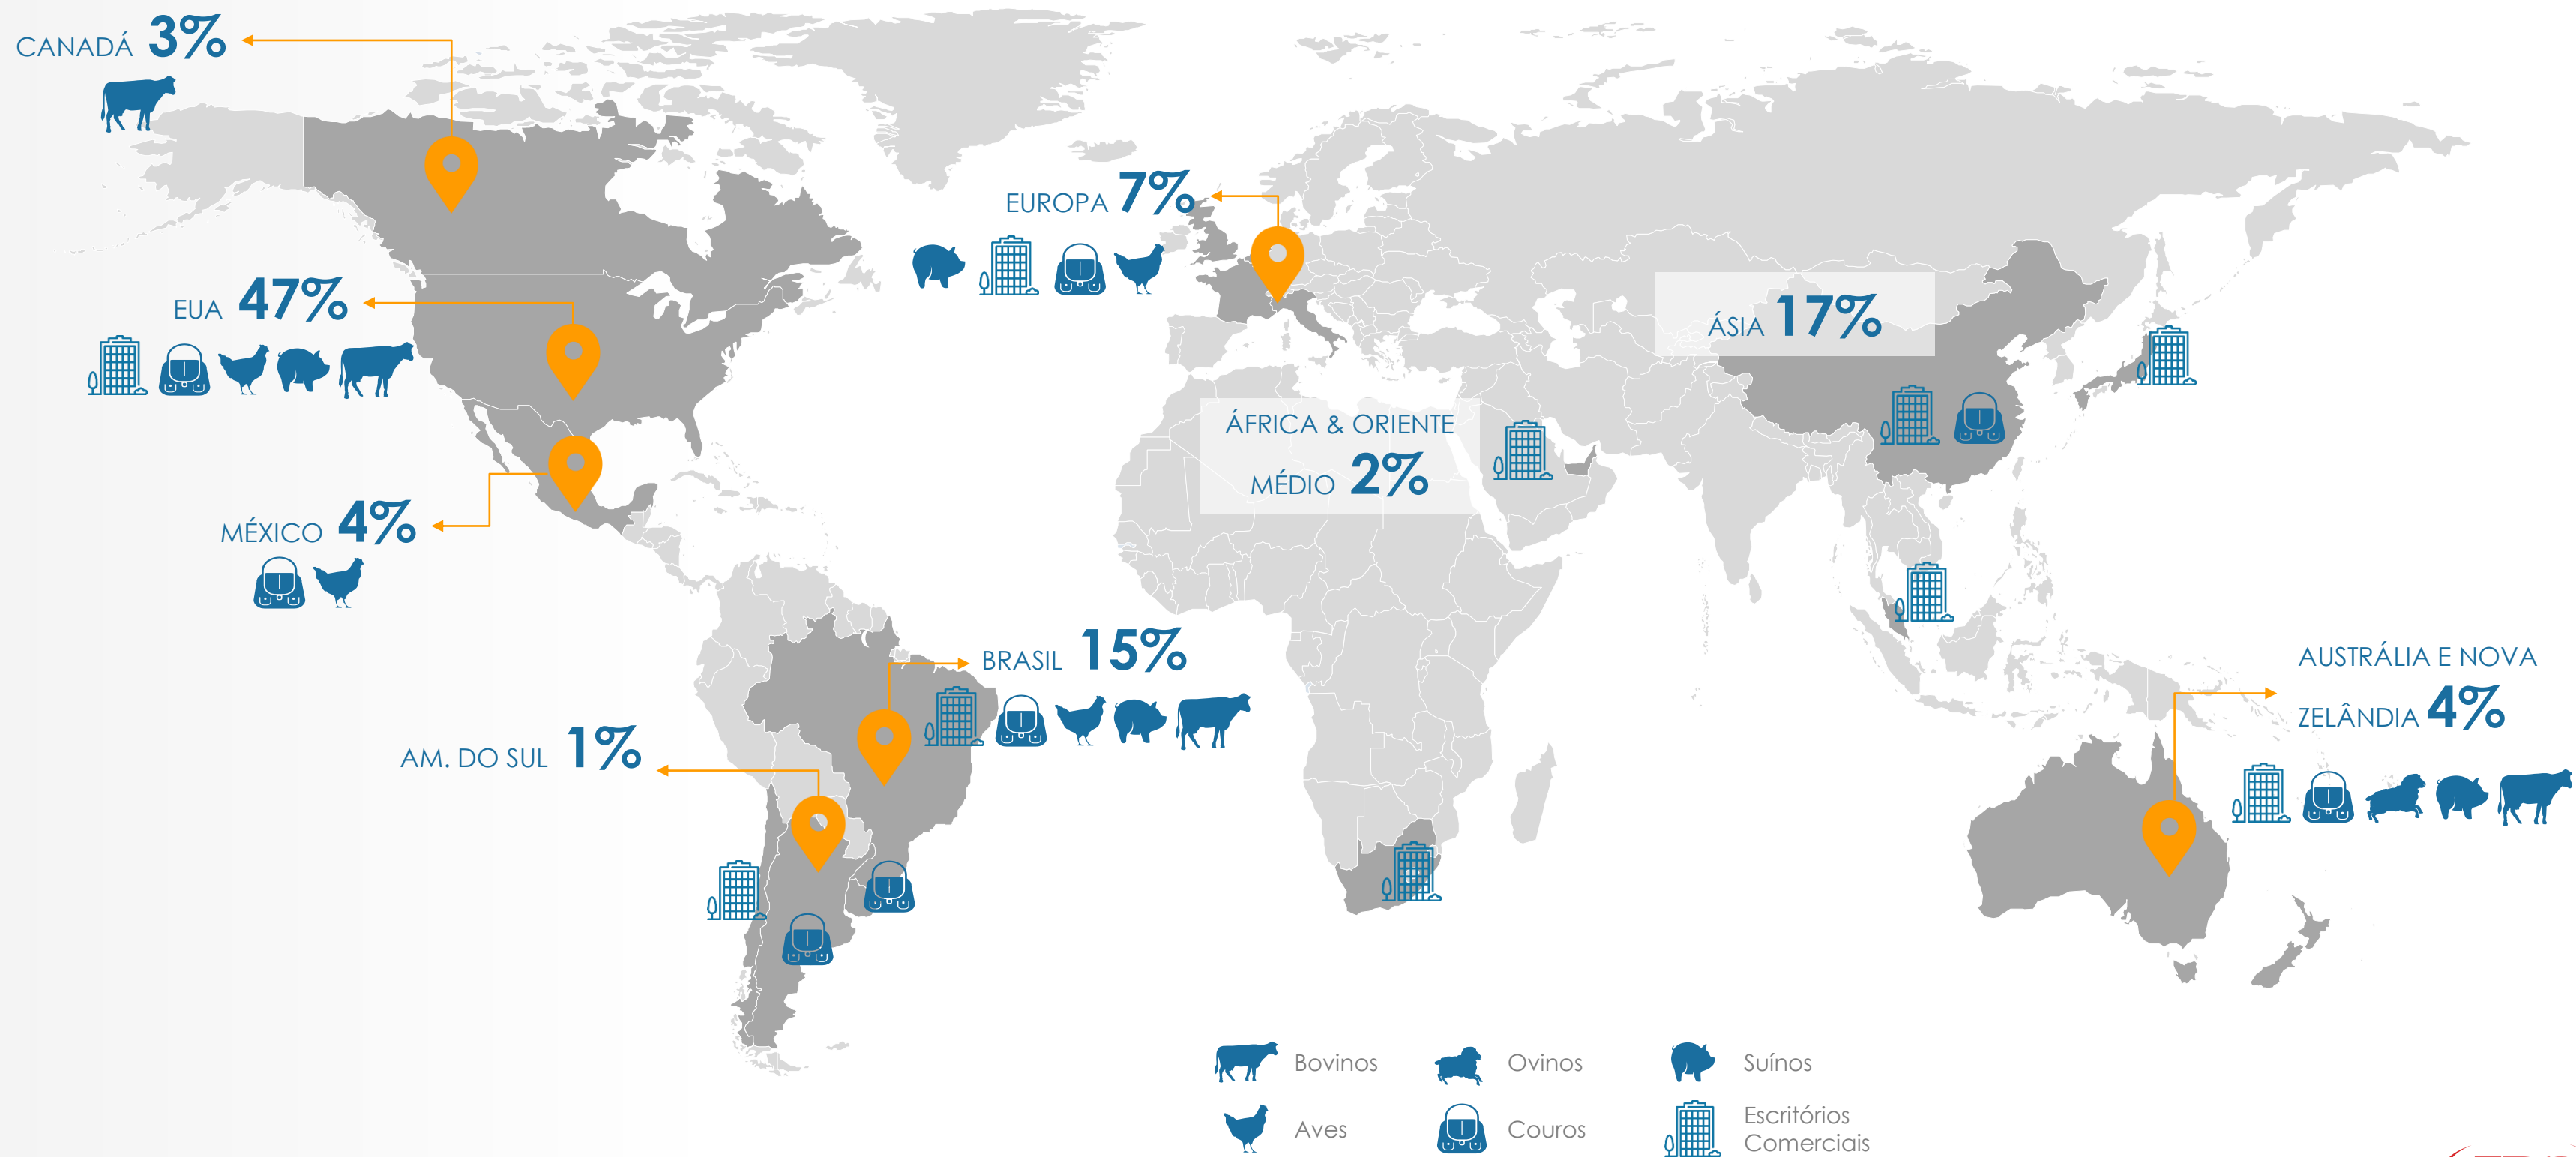 CANADÁ 3%
EUROPA 7%
EUA 47%
ÁSIA 17%
ÁFRICA & ORIENTE
MÉDIO 2%
MÉXICO 4%
BRASIL 15%
AUSTRÁLIA E NOVA
ZELÂNDIA 4%
AM. DO SUL 1%
Bovinos
Ovinos
Suínos
Aves
Couros
Escritórios
Comerciais